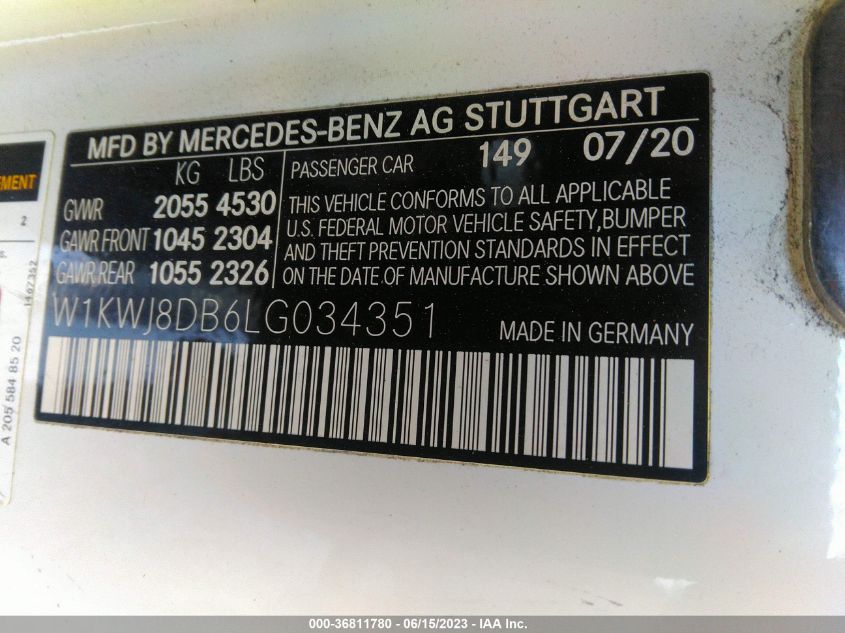 MFD BY MERCEDES-BENZ AG STUTTGART
KG LBS
GVWR 2055 4530
GAWR FRONT 1045 2304
GAWR REAR 1055 2326
PASSENGER CAR 149 07/20
THIS VEHICLE CONFORMS TO ALL APPLICABLE
U.S. FEDERAL MOTOR VEHICLE SAFETY, BUMPER
AND THEFT PREVENTION STANDARDS IN EFFECT
ON THE DATE OF MANUFACTURE SHOWN ABOVE
W1KWJ8DB6LG034351
MADE IN GERMANY
2
A 205 584 85 20
000-36811780 - 06/15/2023 - IAA Inc.